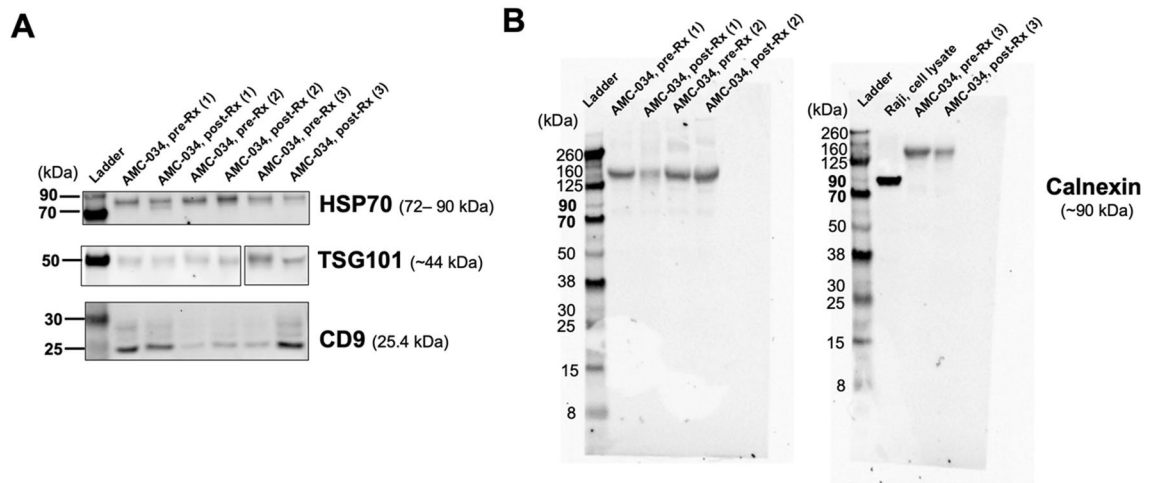 A
(kDa)
Ladder
AMC-034, pre-Rx (1)
AMC-034, post-Rx (1)
AMC-034, pre-Rx (2)
AMC-034, post-Rx (2)
AMC-034, pre-Rx (3)
AMC-034, post-Rx (3)
90
70
HSP70 (72– 90 kDa)
50
TSG101 (~44 kDa)
30
25
CD9 (25.4 kDa)
B
(kDa)
Ladder
AMC-034, pre-Rx (1)
AMC-034, post-Rx (1)
AMC-034, pre-Rx (2)
AMC-034, post-Rx (2)
260
160
125
90
70
50
38
30
25
15
8
(kDa)
Ladder
Raji, cell lysate
AMC-034, pre-Rx (3)
AMC-034, post-Rx (3)
260
160
125
90
70
50
38
30
25
15
8
Calnexin
(~90 kDa)